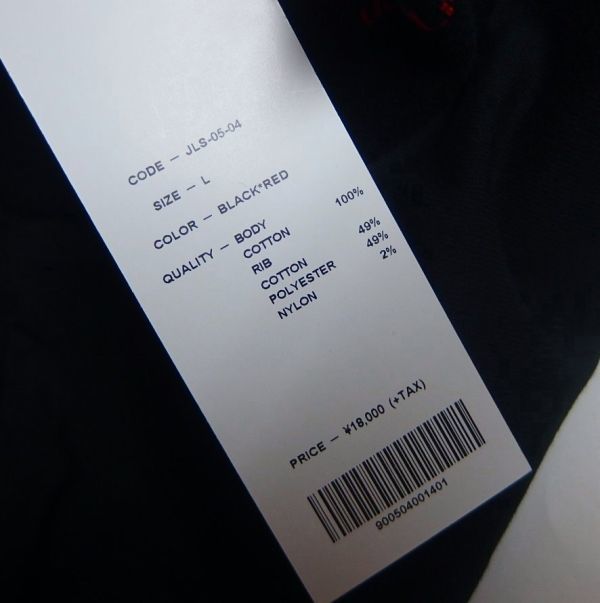 CODE — JLS-05-04
SIZE — L
COLOR — BLACK*RED
QUALITY — BODY
COTTON 100%
RIB
COTTON 49%
POLYESTER 49%
NYLON 2%
PRICE — ¥18,000 (+TAX)
900504001401